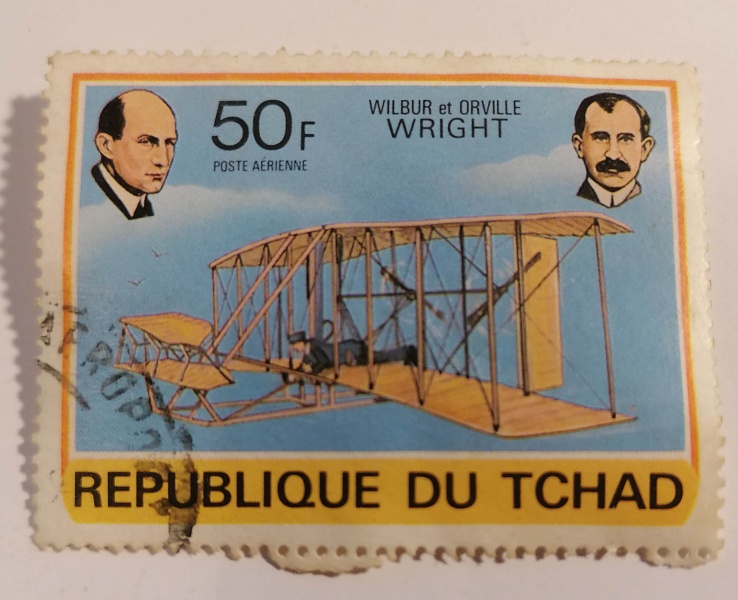 50F
POSTE AÉRIENNE
WILBUR et ORVILLE
WRIGHT
REPUBLIQUE DU TCHAD